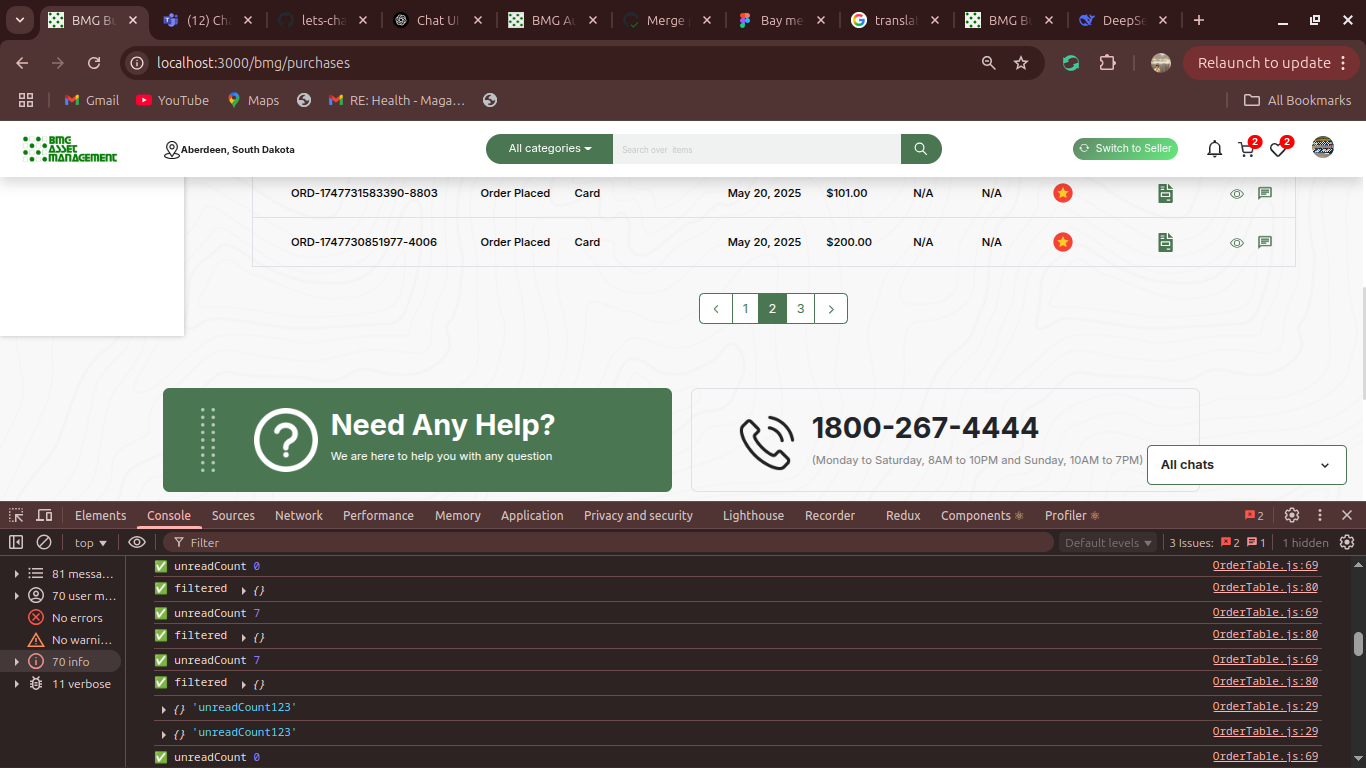 BMG Bu
(12) Cha
lets-cha
Chat UI
BMG Au
Merge
Bay me
translat
BMG Bu
DeepSe
localhost:3000/bmg/purchases
Relaunch to update
Gmail
YouTube
Maps
RE: Health - Maga...
All Bookmarks
BMG
ASSET
MANAGEMENT
Aberdeen, South Dakota
All categories
Search over items
Switch to Seller
2
2
ORD-1747731583390-8803 Order Placed Card May 20, 2025 $101.00 N/A N/A
ORD-1747730851977-4006 Order Placed Card May 20, 2025 $200.00 N/A N/A
< 1 2 3 >
Need Any Help?
We are here to help you with any question
1800-267-4444
(Monday to Saturday, 8AM to 10PM and Sunday, 10AM to 7PM)
All chats
Elements Console Sources Network Performance Memory Application Privacy and security Lighthouse Recorder Redux Components Profiler 2
top Filter Default levels 3 Issues: 2 1 1 hidden
81 messa...
70 user m...
No errors
No warni...
70 info
11 verbose
✅ unreadCount 0 OrderTable.js:69
✅ filtered {} OrderTable.js:80
✅ unreadCount 7 OrderTable.js:69
✅ filtered {} OrderTable.js:80
✅ unreadCount 7 OrderTable.js:69
✅ filtered {} OrderTable.js:80
{} 'unreadCount123' OrderTable.js:29
{} 'unreadCount123' OrderTable.js:29
✅ unreadCount 0 OrderTable.js:69